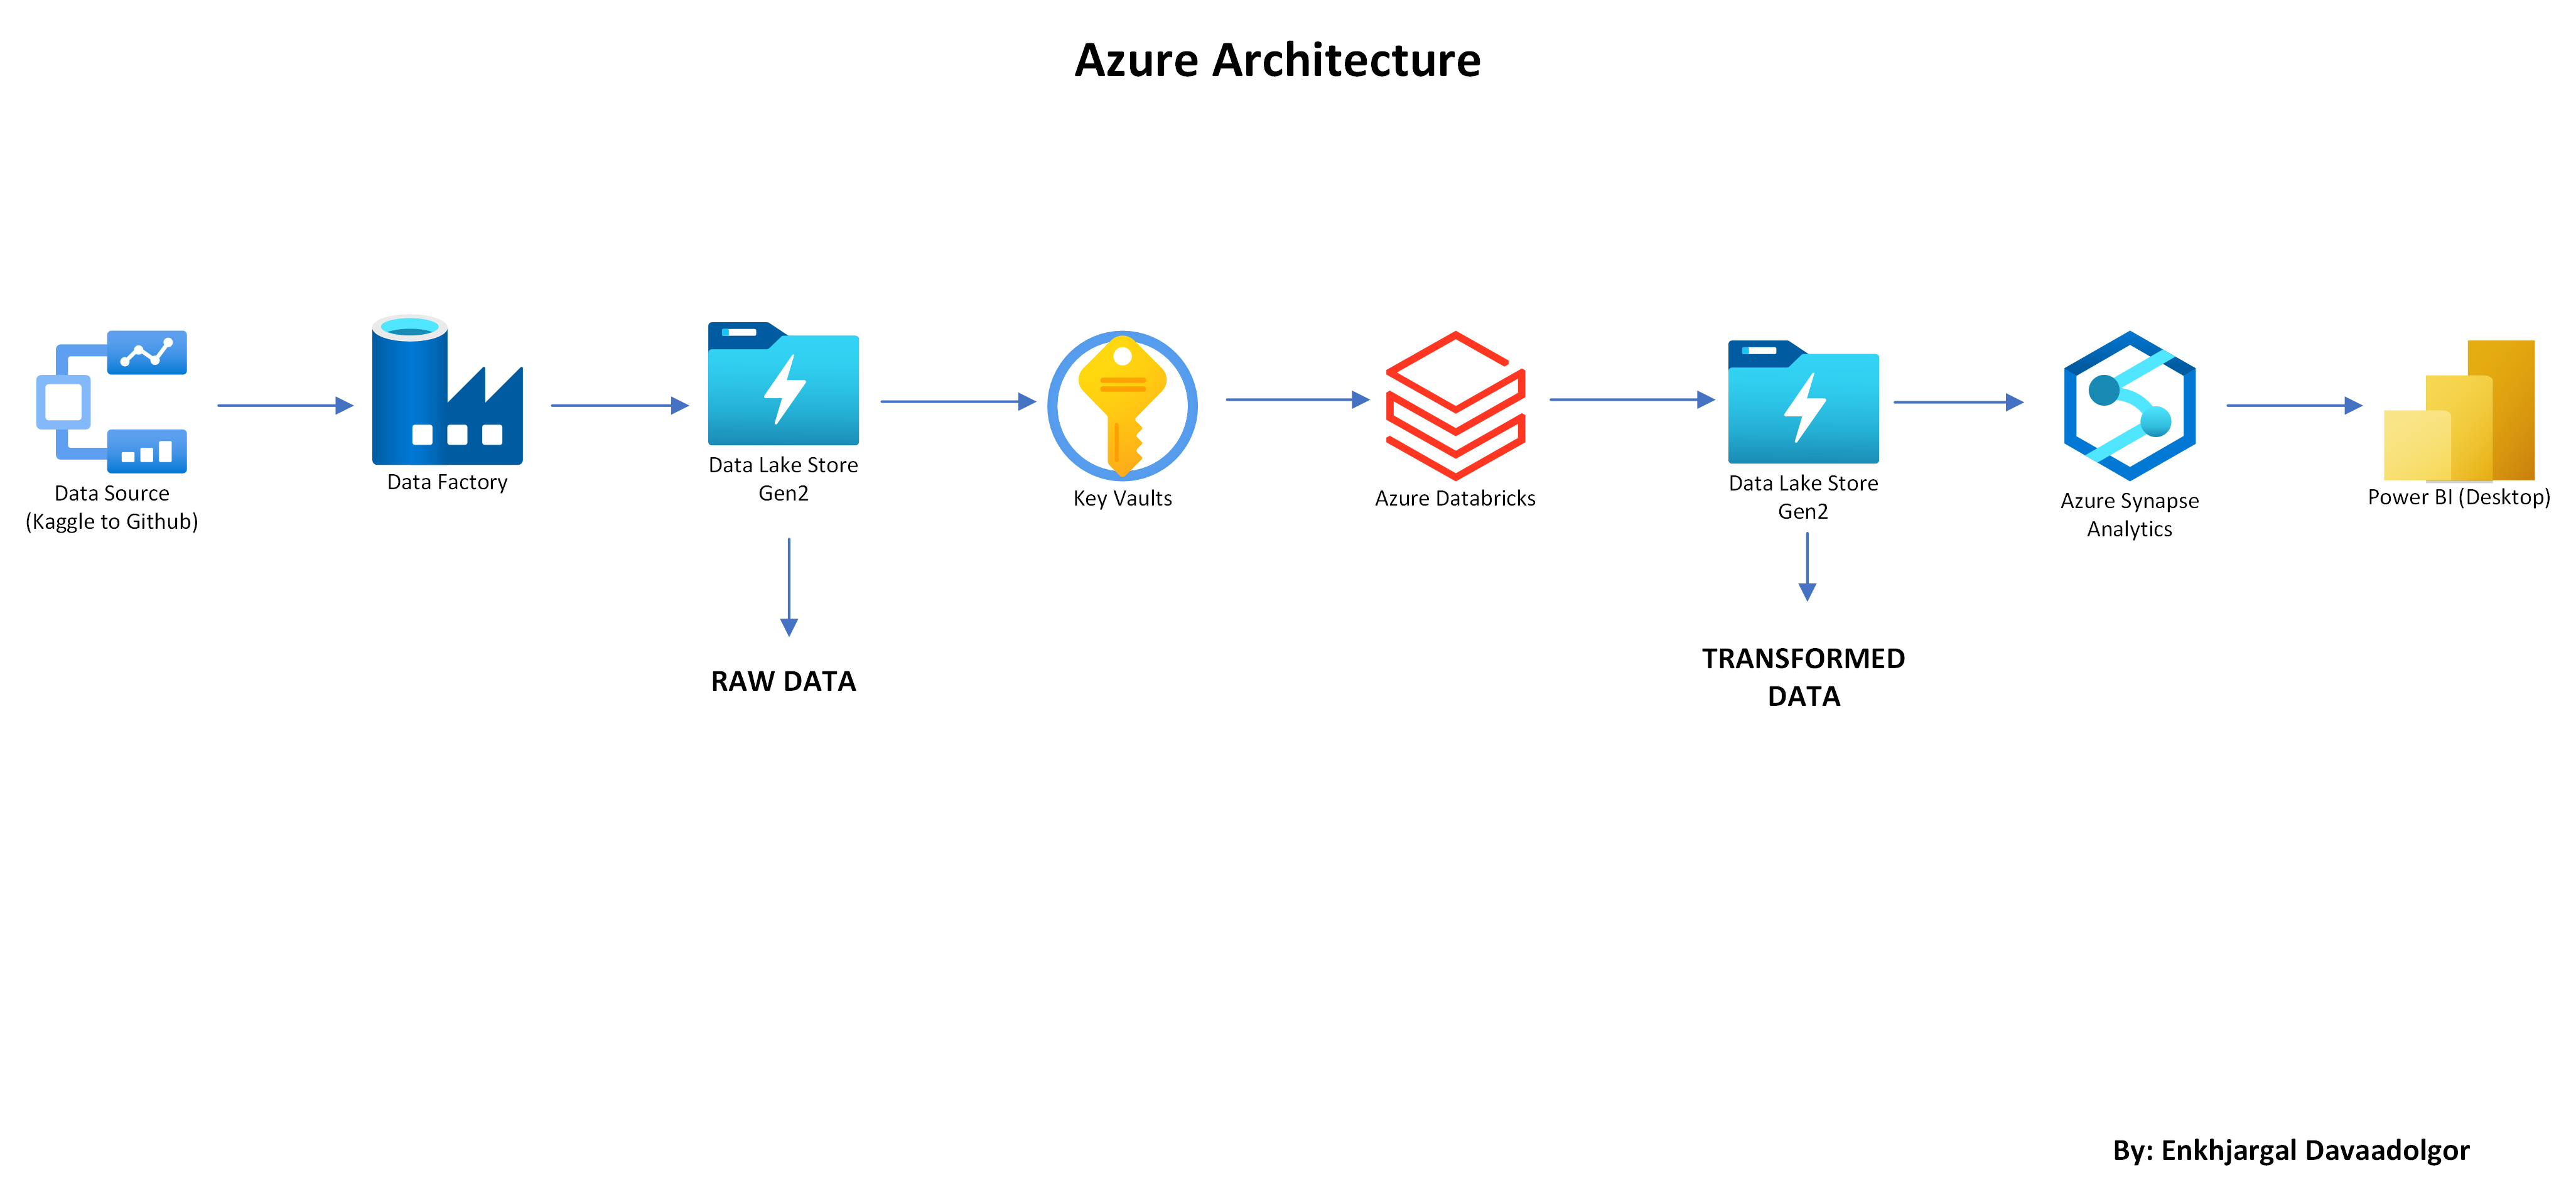 Azure Architecture
Data Source
(Kaggle to Github)
Data Factory
Data Lake Store
Gen2
Key Vaults
Azure Databricks
Data Lake Store
Gen2
Azure Synapse
Analytics
Power BI (Desktop)
RAW DATA
TRANSFORMED
DATA
By: Enkhjargal Davaadolgor